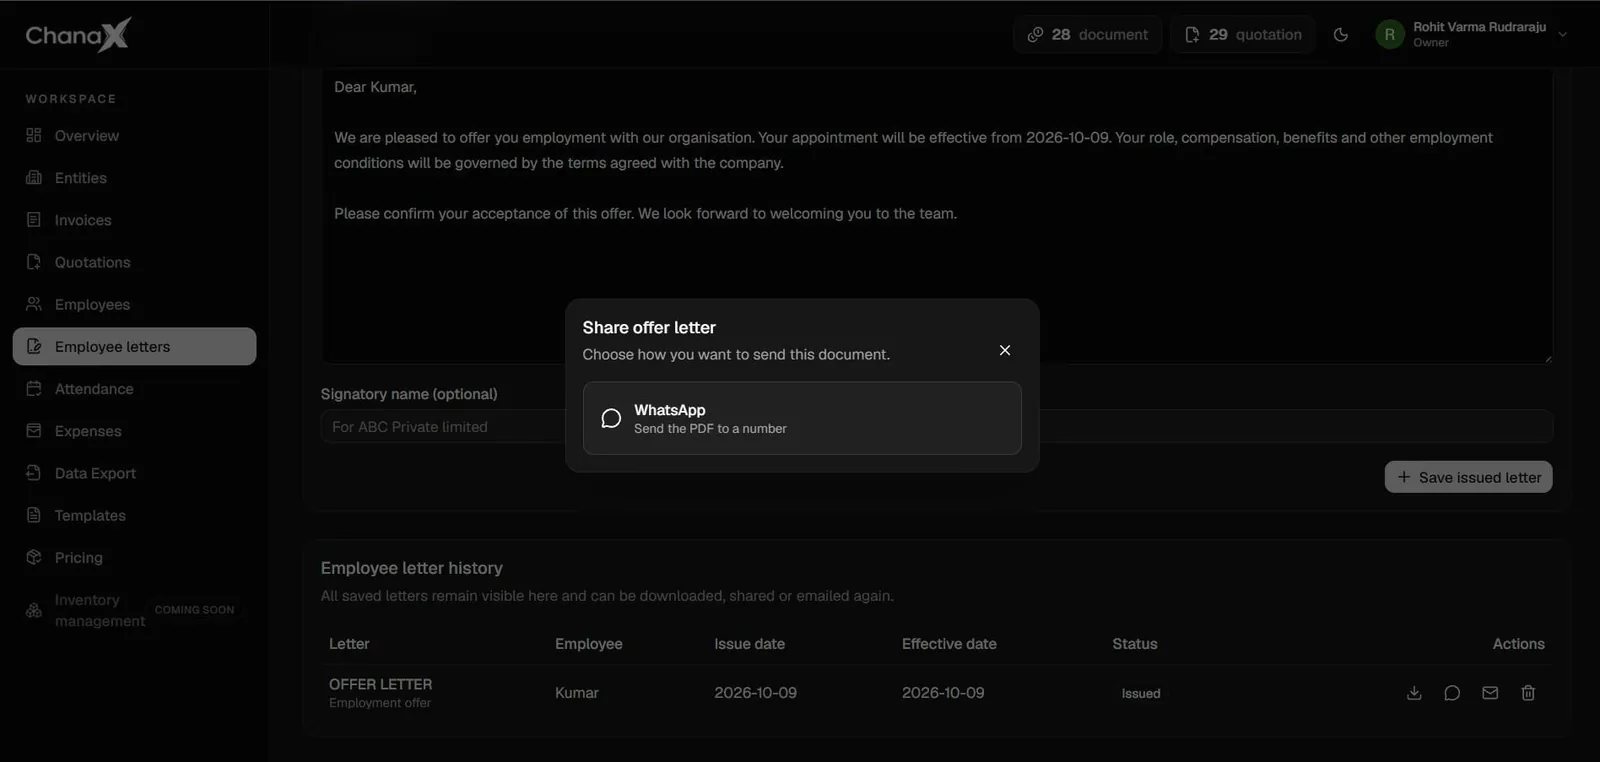 ChanaX
28 document
29 quotation
R
Rohit Varma Rudraraju
Owner
WORKSPACE
Overview
Entities
Invoices
Quotations
Employees
Employee letters
Attendance
Expenses
Data Export
Templates
Pricing
Inventory
management
COMING SOON
Dear Kumar,
We are pleased to offer you employment with our organisation. Your appointment will be effective from 2026-10-09. Your role, compensation, benefits and other employment
conditions will be governed by the terms agreed with the company.
Please confirm your acceptance of this offer. We look forward to welcoming you to the team.
Share offer letter
Choose how you want to send this document.
WhatsApp
Send the PDF to a number
Signatory name (optional)
For ABC Private limited
Save issued letter
Employee letter history
All saved letters remain visible here and can be downloaded, shared or emailed again.
Letter Employee Issue date Effective date Status Actions
OFFER LETTER
Employment offer
Kumar 2026-10-09 2026-10-09 Issued